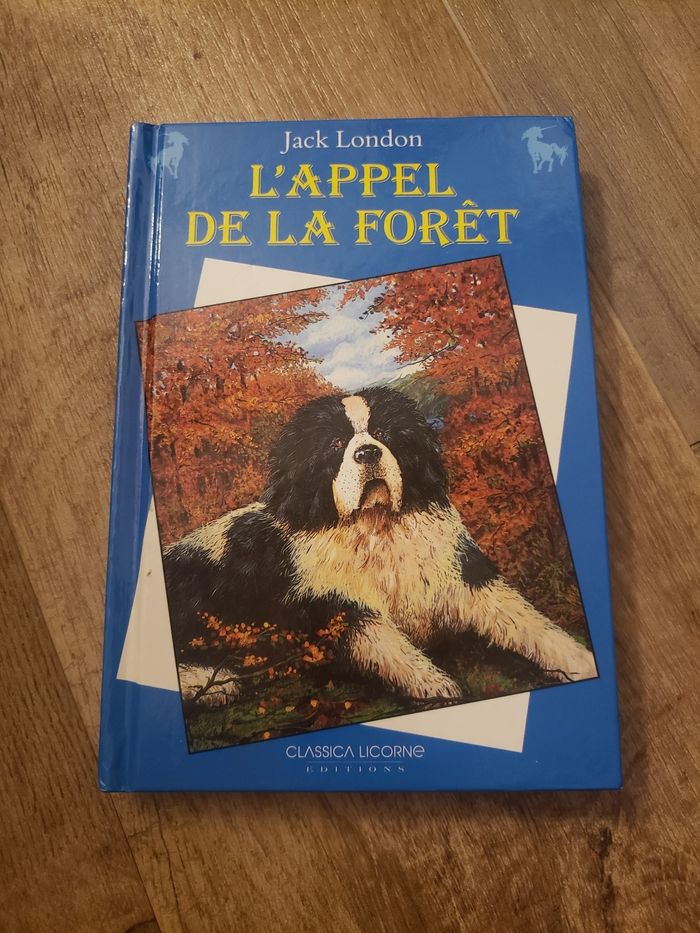 Jack London
L'APPEL
DE LA FORÊT
CLASSICA LICORNE
EDITIONS